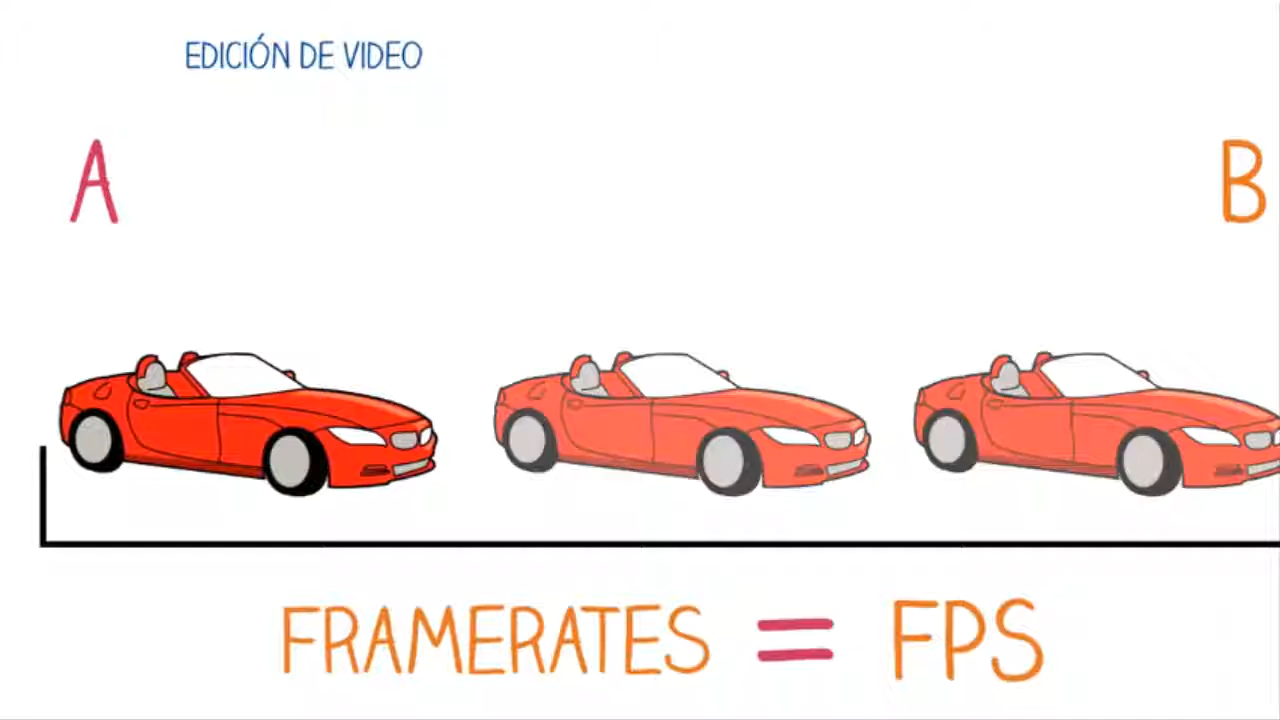 EDICIÓN DE VIDEO
A
B
FRAMERATES = FPS